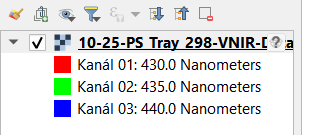 10-25-PS Tray 298-VNIR-D
Kanál 01: 430.0 Nanometers
Kanál 02: 435.0 Nanometers
Kanál 03: 440.0 Nanometers